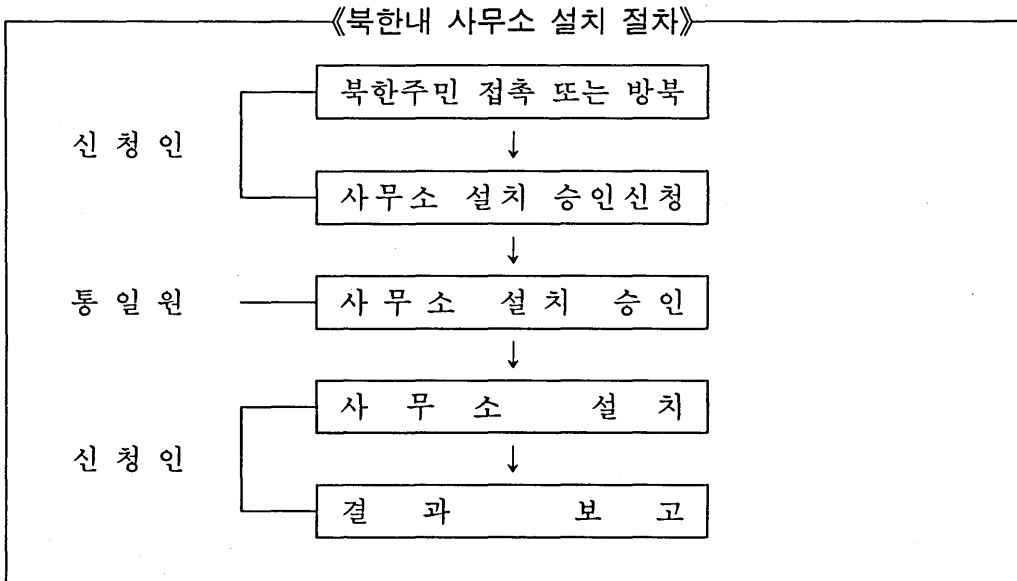 《북한내 사무소 설치 절차》
북한주민 접촉 또는 방북
신청인
↓
사무소 설치 승인신청
↓
통일원 사무소 설치 승인
↓
사무소 설치
신청인
↓
결과 보고